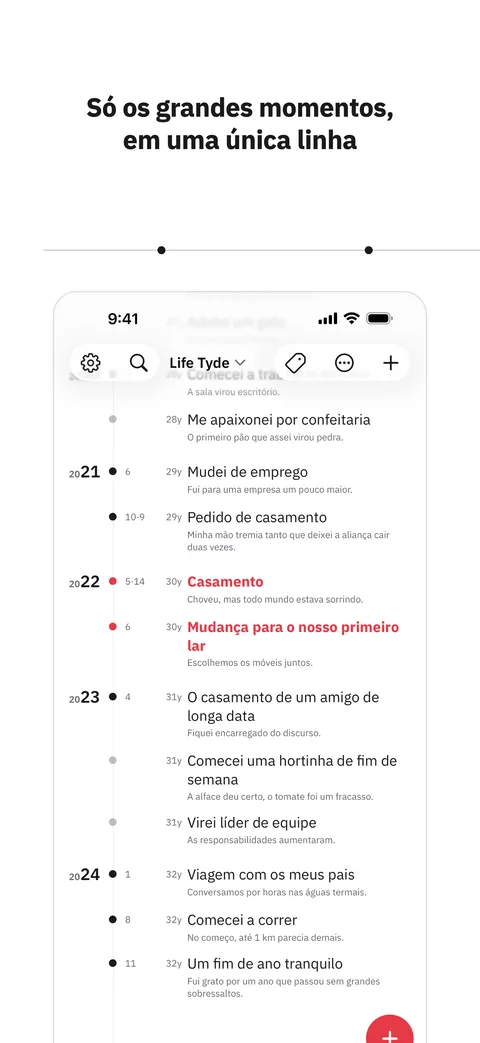 Só os grandes momentos,
em uma única linha
9:41
Life Tyde
Comecei a
A sala virou escritório.
28y Me apaixonei por confeitaria
O primeiro pão que assei virou pedra.
2021 6 29y Mudei de emprego
Fui para uma empresa um pouco maior.
10·9 29y Pedido de casamento
Minha mão tremia tanto que deixei a aliança cair
duas vezes.
2022 5·14 30y Casamento
Choveu, mas todo mundo estava sorrindo.
6 30y Mudança para o nosso primeiro
lar
Escolhemos os móveis juntos.
2023 4 31y O casamento de um amigo de
longa data
Fiquei encarregado do discurso.
31y Comecei uma hortinha de fim de
semana
A alface deu certo, o tomate foi um fracasso.
31y Virei líder de equipe
As responsabilidades aumentaram.
2024 1 32y Viagem com os meus pais
Conversamos por horas nas águas termais.
8 32y Comecei a correr
No começo, até 1 km parecia demais.
11 32y Um fim de ano tranquilo
Fui grato por um ano que passou sem grandes
sobressaltos.